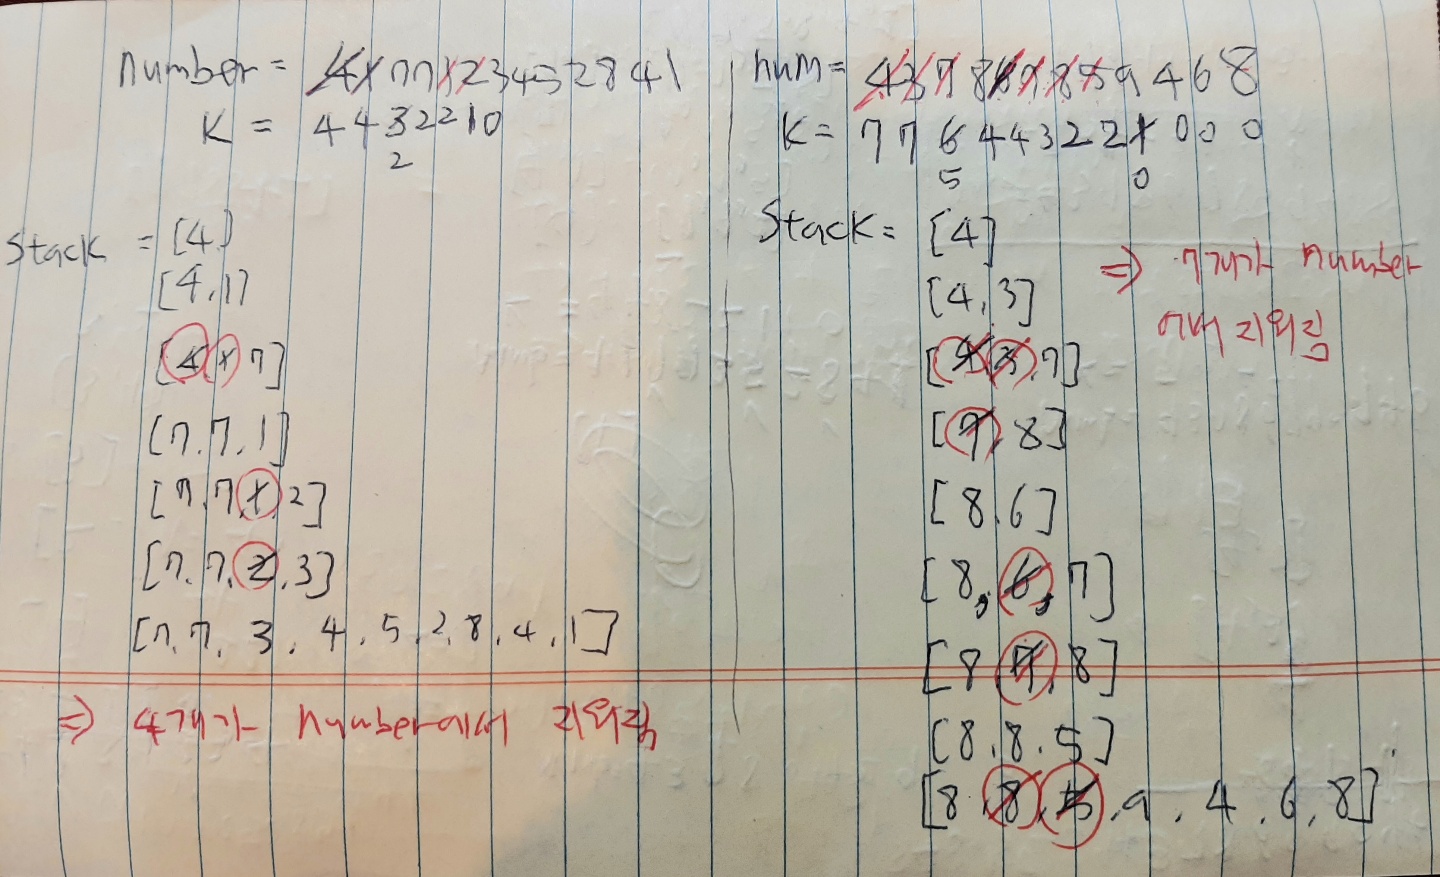 number = 4177123452841
K = 4432210
2
Stack = [4]
[4,1]
[4,1,7]
[7,7,1]
[7,7,1,2]
[7,7,2,3]
[7,7,3,4,5,2,8,4,1]
⇒ 4개가 number에서 지워짐
num = 437867859468
K = 776443221000
5 0
Stack = [4]
[4,3]
[4,3,7]
[7,8]
[8,6]
[8,6,7]
[8,7,8]
[8,8,5]
[8,8,5,9,4,6,8]
⇒ 7개가 number
에서 지워짐